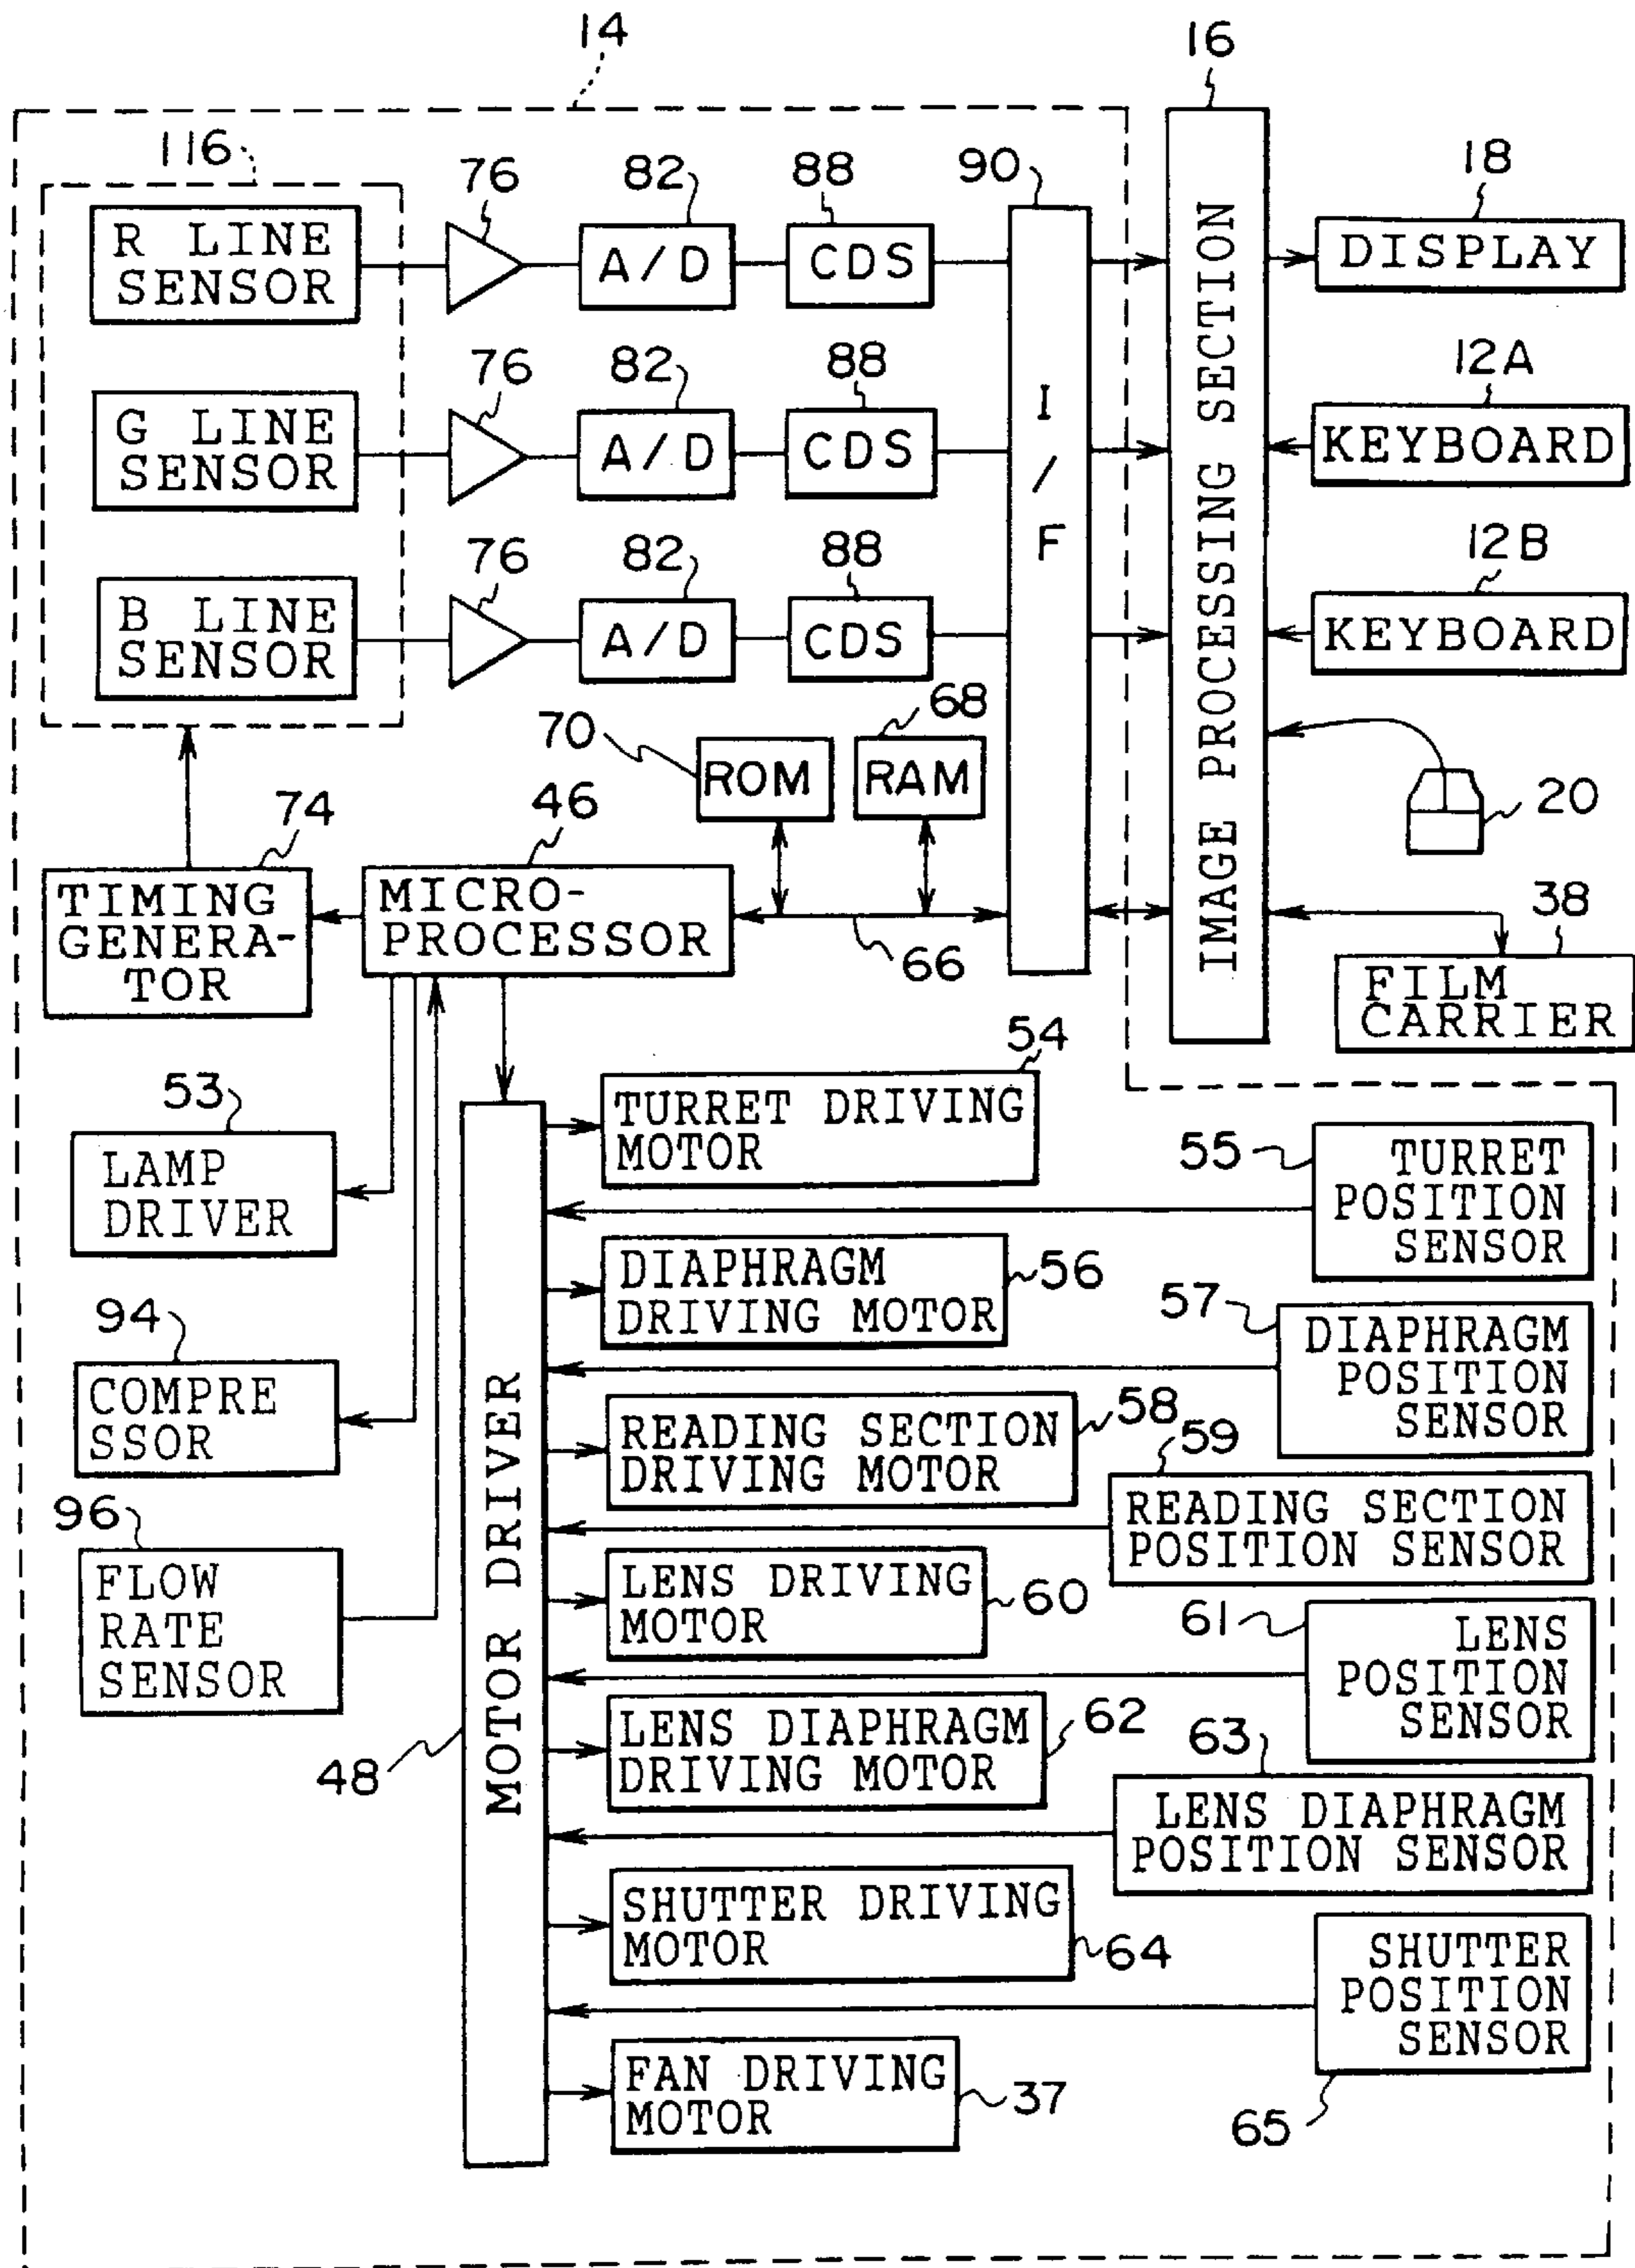 14
16
116
76
82
88
90
18
R LINE
SENSOR
A/D
CDS
DISPLAY
76
82
88
12A
G LINE
SENSOR
A/D
CDS
I
/
F
IMAGE PROCESSING SECTION
KEYBOARD
76
82
88
12B
B LINE
SENSOR
A/D
CDS
KEYBOARD
70
68
ROM
RAM
20
74
46
TIMING
GENERA-
TOR
MICRO-
PROCESSOR
66
38
FILM
CARRIER
54
53
TURRET DRIVING
MOTOR
LAMP
DRIVER
55
TURRET
POSITION
SENSOR
DIAPHRAGM
DRIVING MOTOR
56
57
DIAPHRAGM
POSITION
SENSOR
94
COMPRE
SSOR
MOTOR DRIVER
READING SECTION
DRIVING MOTOR
58
59
READING SECTION
POSITION SENSOR
96
FLOW
RATE
SENSOR
LENS DRIVING
MOTOR
60
61
LENS
POSITION
SENSOR
48
LENS DIAPHRAGM
DRIVING MOTOR
62
63
LENS DIAPHRAGM
POSITION SENSOR
SHUTTER DRIVING
MOTOR
64
SHUTTER
POSITION
SENSOR
65
FAN DRIVING
MOTOR
37